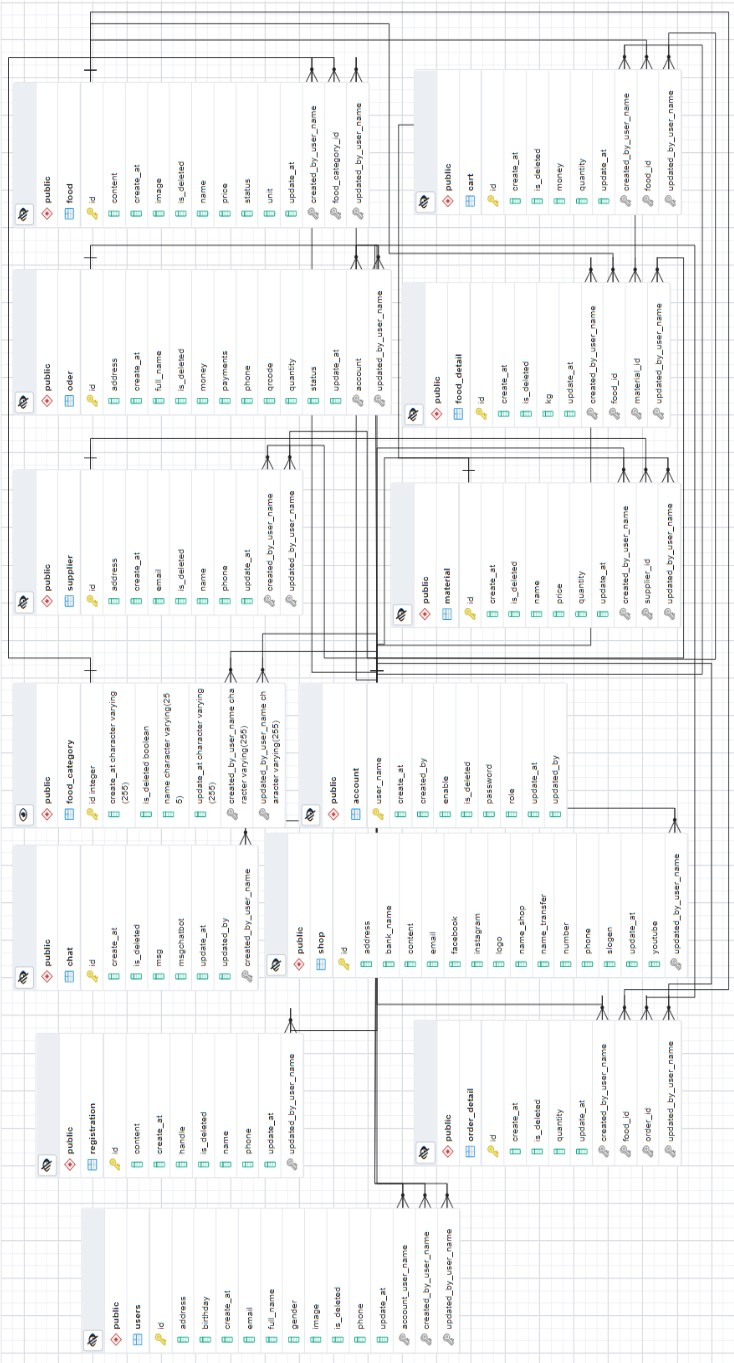 public
food
id
content
create_at
image
is_deleted
name
price
status
unit
update_at
created_by_user_name
food_category_id
updated_by_user_name
public
cart
id
create_at
is_deleted
money
quantity
update_at
created_by_user_name
food_id
updated_by_user_name
public
oder
id
address
create_at
full_name
is_deleted
money
payments
phone
qrcode
quantity
status
update_at
account
updated_by_user_name
public
food_detail
id
create_at
is_deleted
kg
update_at
created_by_user_name
food_id
material_id
updated_by_user_name
public
supplier
id
address
create_at
email
is_deleted
name
phone
update_at
created_by_user_name
updated_by_user_name
public
material
id
create_at
is_deleted
name
price
quantity
update_at
created_by_user_name
supplier_id
updated_by_user_name
public
food_category
id integer
create_at character varying
(255)
is_deleted boolean
name character varying(25
5)
update_at character varying
(255)
created_by_user_name cha
racter varying(255)
updated_by_user_name ch
aracter varying(255)
public
account
user_name
create_at
created_by
enable
is_deleted
password
role
update_at
updated_by
public
chat
id
create_at
is_deleted
msg
msgchatbot
update_at
updated_by
created_by_user_name
public
shop
id
address
bank_name
content
email
facebook
instagram
logo
name_shop
name_transfer
number
phone
slogen
update_at
youtube
updated_by_user_name
public
registration
id
content
create_at
handle
is_deleted
name
phone
update_at
updated_by_user_name
public
order_detail
id
create_at
is_deleted
quantity
update_at
created_by_user_name
food_id
order_id
updated_by_user_name
public
users
id
address
birthday
create_at
email
full_name
gender
image
is_deleted
phone
update_at
account_user_name
created_by_user_name
updated_by_user_name